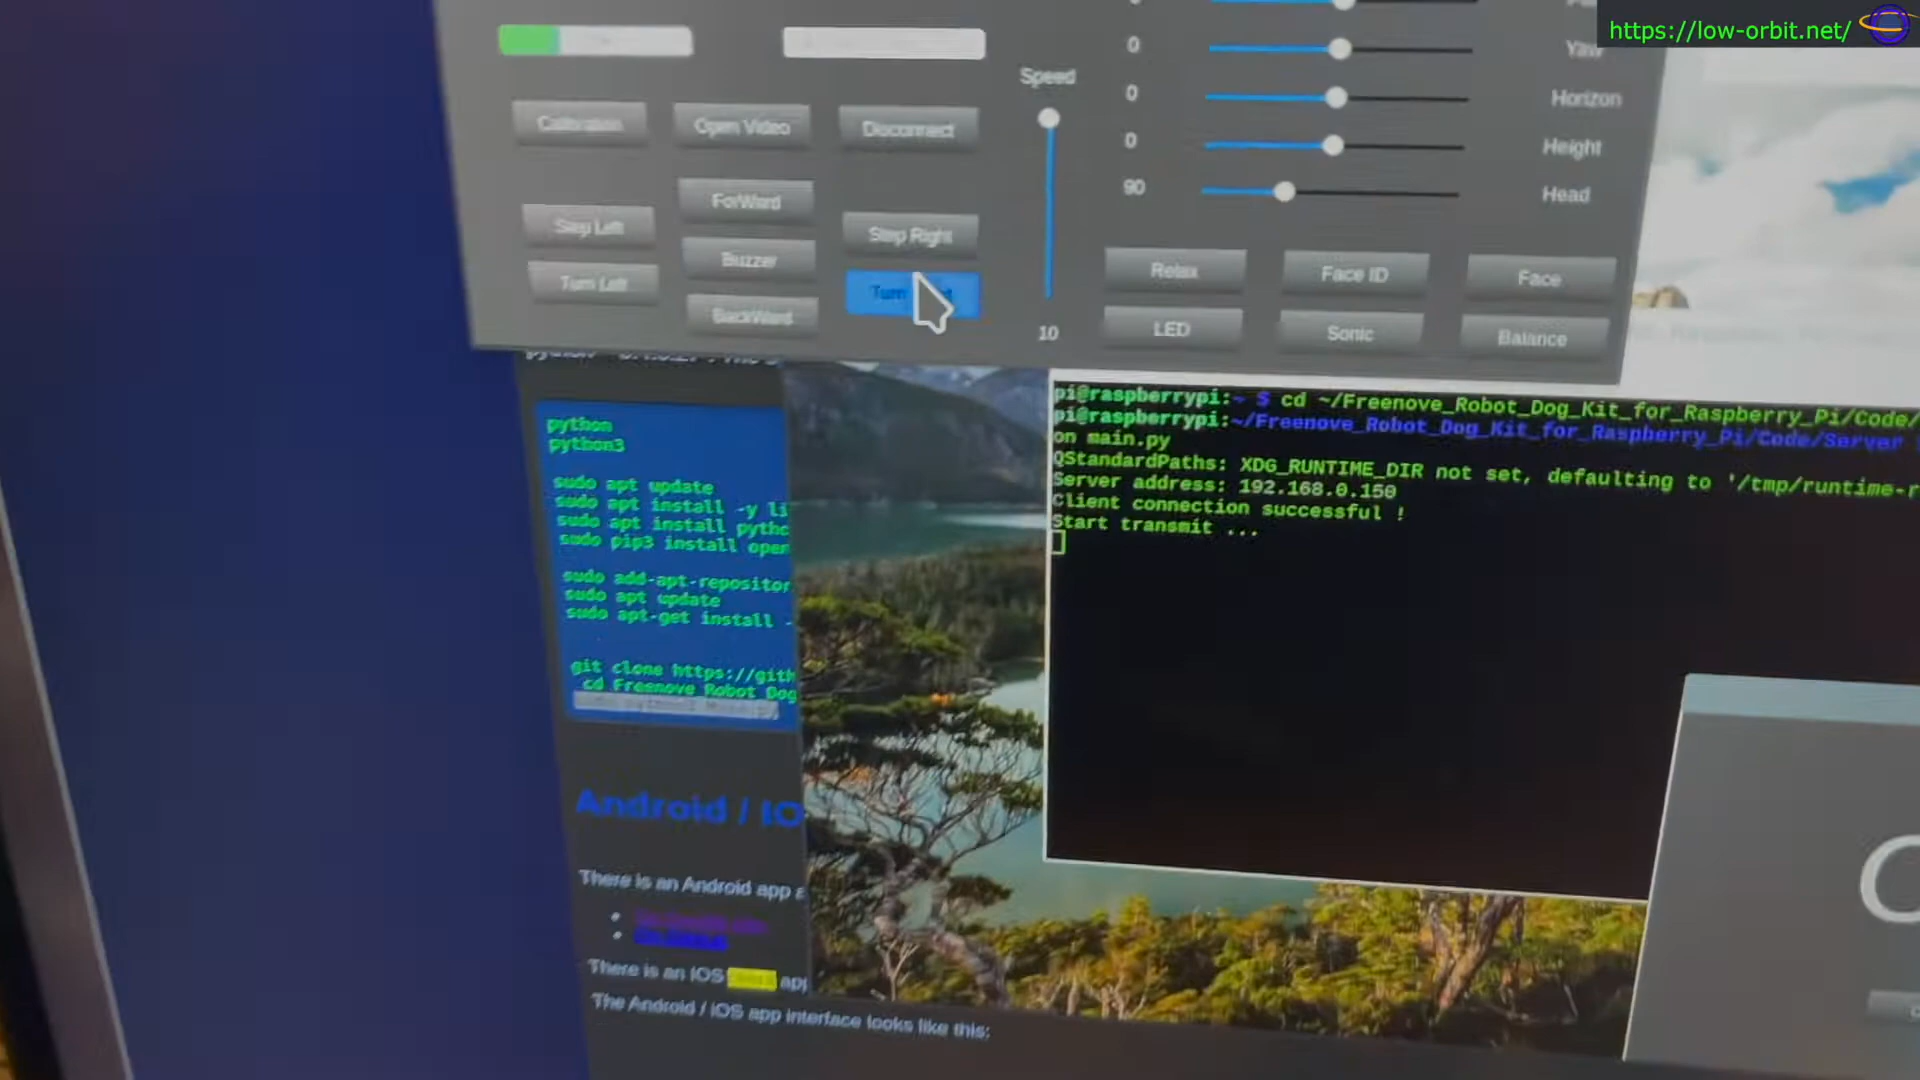 https://low-orbit.net/
Yaw
0
Speed
Horizon
0
Calibration
Open Video
Disconnect
Height
0
Head
90
ForWard
Step Left
Step Right
Buzzer
Turn Left
Turn
BackWard
10
Relax
Face ID
Face
LED
Sonic
Balance
python
python3
sudo apt update
sudo apt install -y li
sudo apt install pytho
sudo pip3 install open
sudo add-apt-repositor
sudo apt update
sudo apt-get install -
git clone https://gith
cd Freenove_Robot_Dog
pi@raspberrypi:~ $ cd ~/Freenove_Robot_Dog_Kit_for_Raspberry_Pi/Code/
pi@raspberrypi:~/Freenove_Robot_Dog_Kit_for_Raspberry_Pi/Code/Server
on main.py
QStandardPaths: XDG_RUNTIME_DIR not set, defaulting to '/tmp/runtime-r
Server address: 192.168.0.150
Client connection successful !
Start transmit ...
Android / IO
There is an Android app a
There is an IOS app
The Android / iOS app interface looks like this: